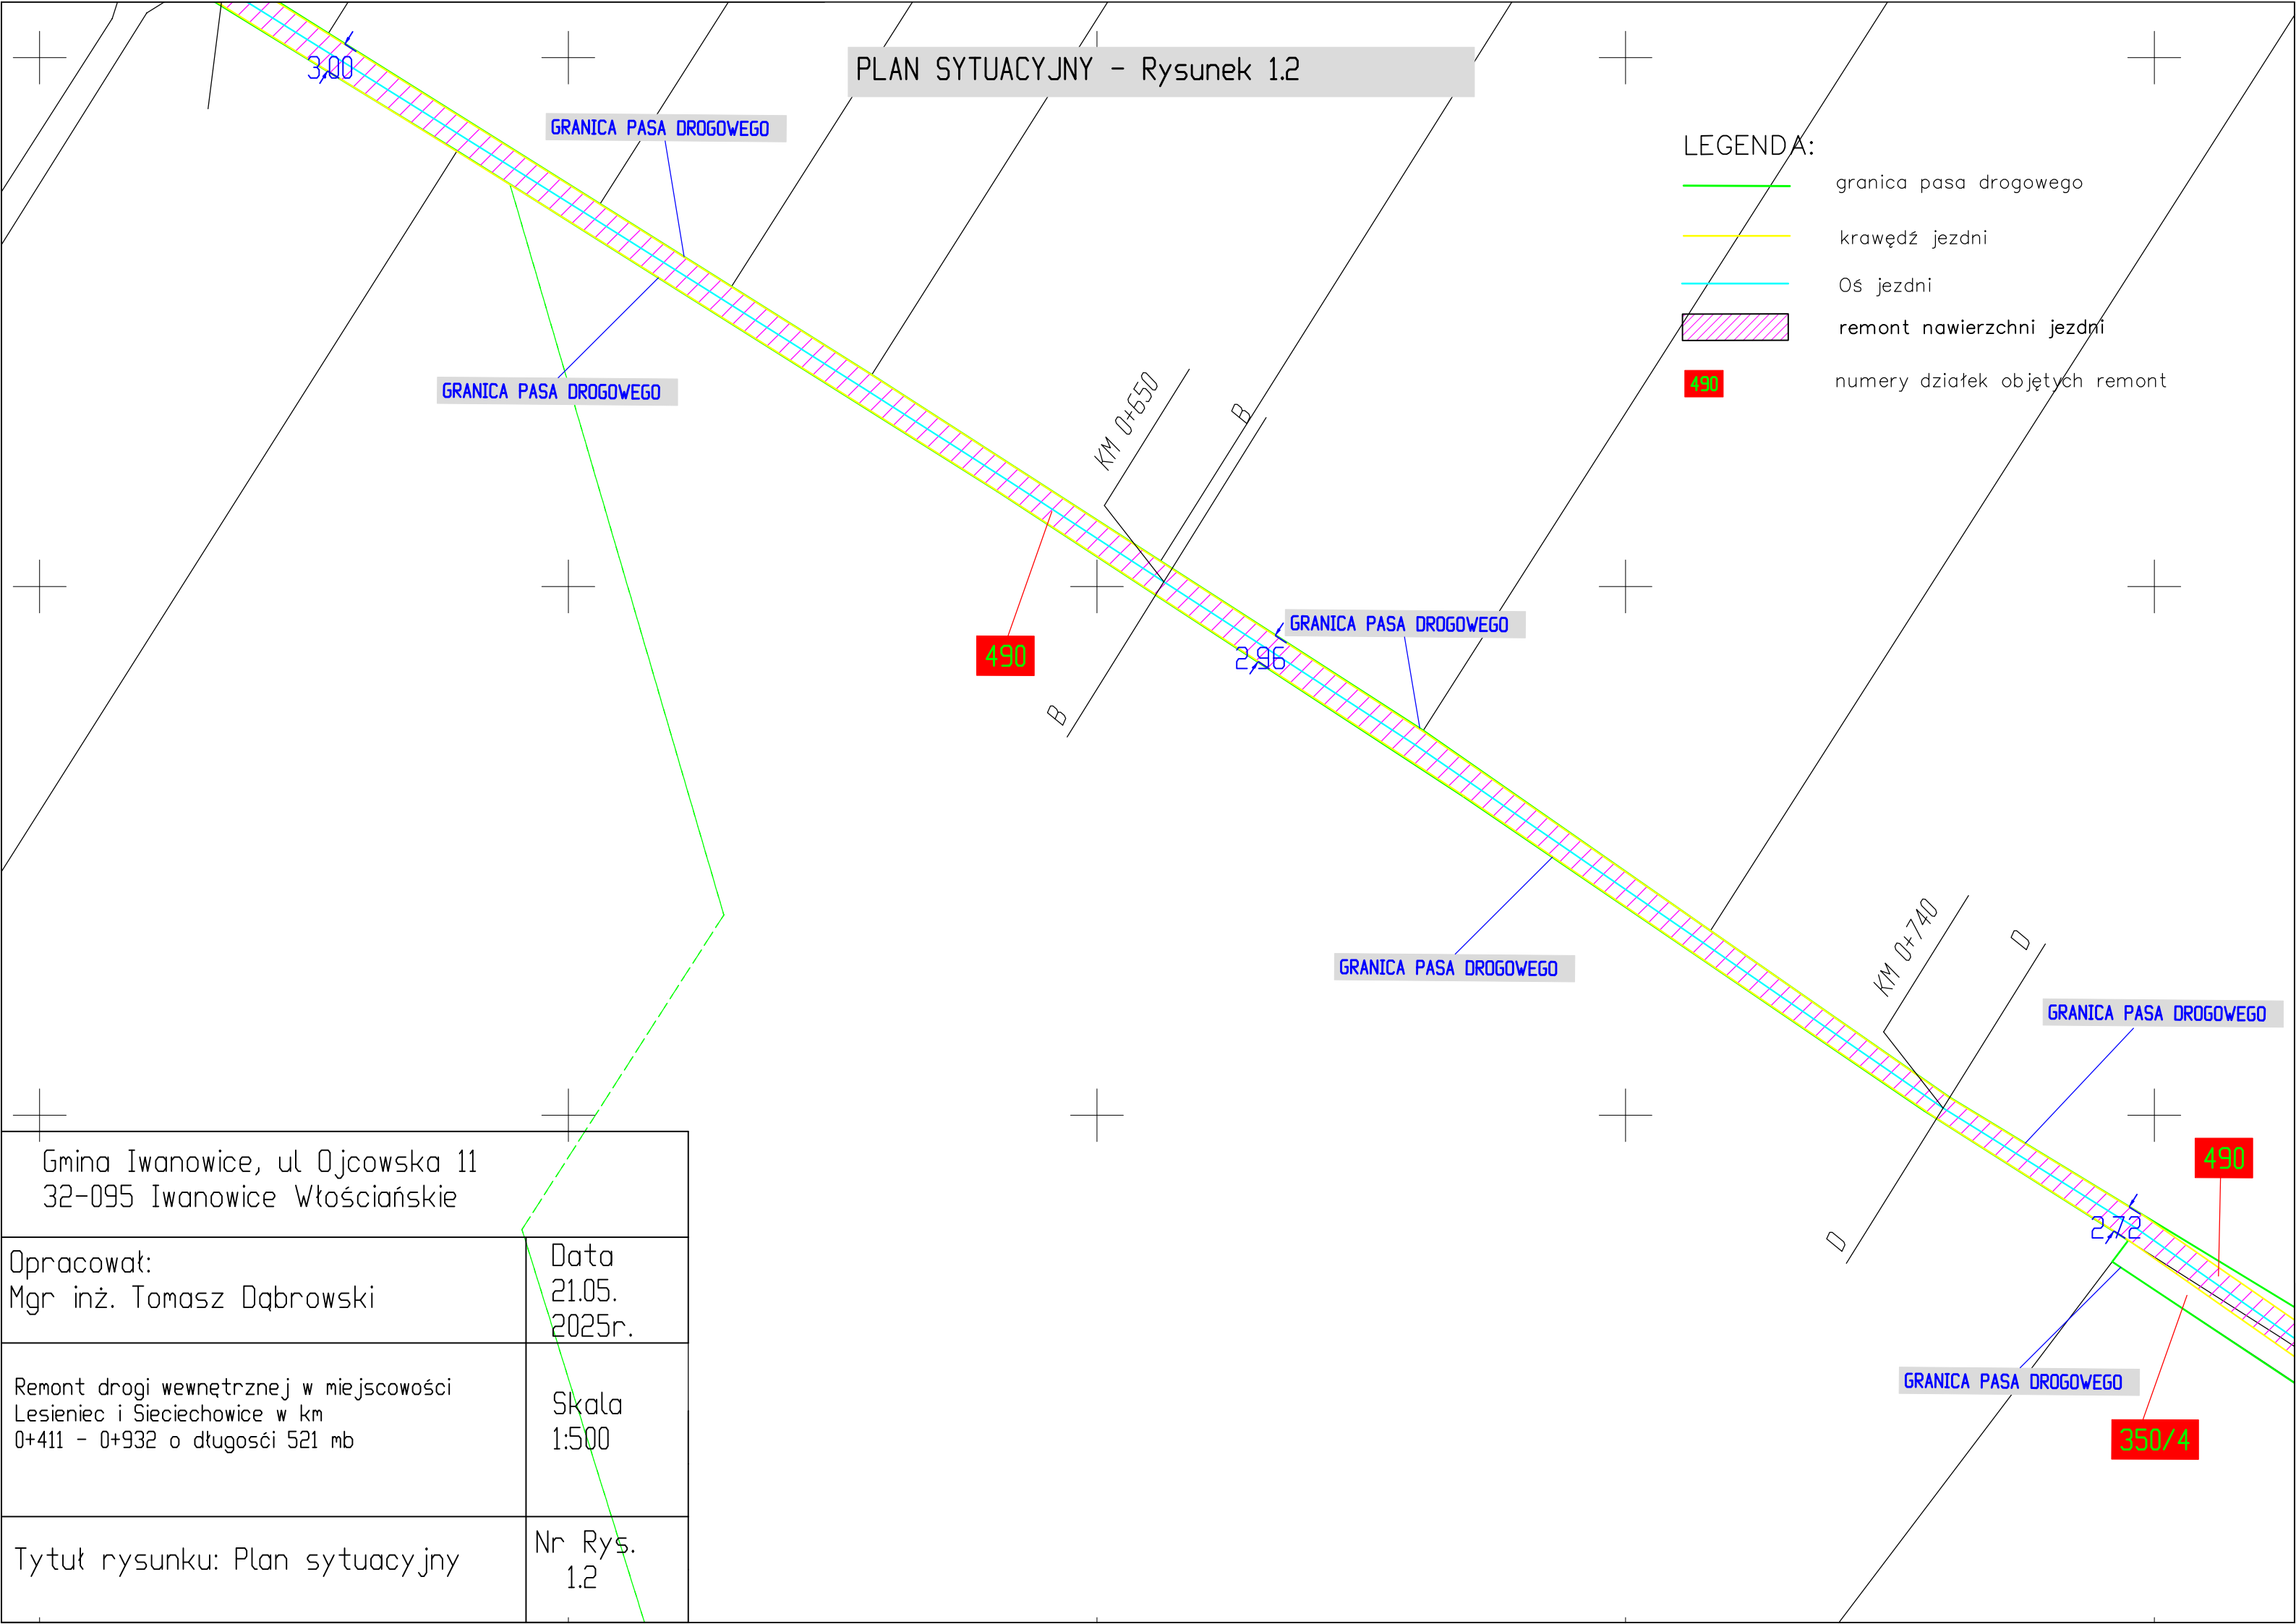 PLAN SYTUACYJNY - Rysunek 1.2
3.00
GRANICA PASA DROGOWEGO
LEGENDA:
granica pasa drogowego
krawędź jezdni
Oś jezdni
remont nawierzchni jezdni
490
numery działek objętych remont
GRANICA PASA DROGOWEGO
KM 0+650
B
490
GRANICA PASA DROGOWEGO
2.96
B
KM 0+740
D
GRANICA PASA DROGOWEGO
GRANICA PASA DROGOWEGO
490
2.72
D
GRANICA PASA DROGOWEGO
350/4
Gmina Iwanowice, ul Ojcowska 11
32-095 Iwanowice Włościańskie
Opracował:
Mgr inż. Tomasz Dąbrowski
Data
21.05.
2025r.
Remont drogi wewnętrznej w miejscowości
Lesieniec i Sieciechowice w km
0+411 - 0+932 o długosći 521 mb
Skala
1:500
Tytuł rysunku: Plan sytuacyjny
Nr Rys.
1.2